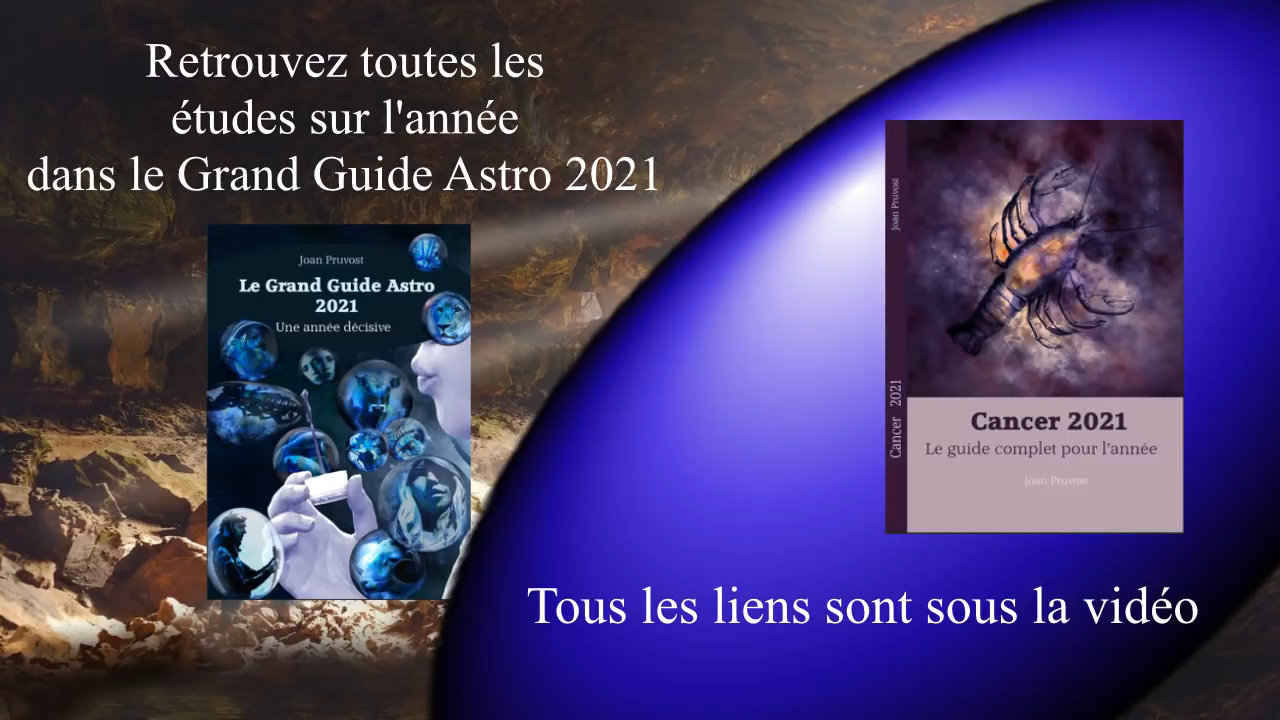 Retrouvez toutes les
études sur l'année
dans le Grand Guide Astro 2021
Joan Pruvost
Le Grand Guide Astro
2021
Une année décisive
Joan Pruvost
Cancer 2021
Cancer 2021
Le guide complet pour l'année
Joan Pruvost
Tous les liens sont sous la vidéo